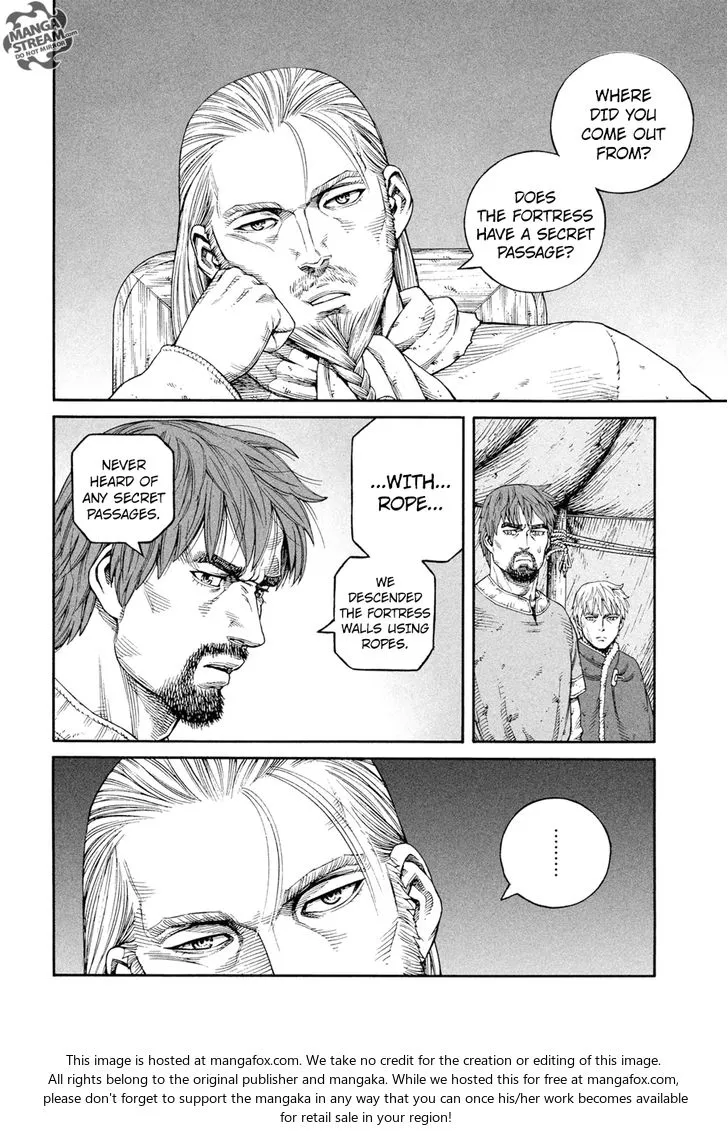 MANGA
STREAM.com
DO NOT MIRROR
WHERE
DID YOU
COME OUT
FROM?
DOES
THE FORTRESS
HAVE A SECRET
PASSAGE?
...WITH...
ROPE...
WE
DESCENDED
THE FORTRESS
WALLS USING
ROPES.
NEVER
HEARD OF
ANY SECRET
PASSAGES.
.........
This image is hosted at mangafox.com. We take no credit for the creation or editing of this image.
All rights belong to the original publisher and mangaka. While we hosted this for free at mangafox.com,
please don't forget to support the mangaka in any way that you can once his/her work becomes available
for retail sale in your region!